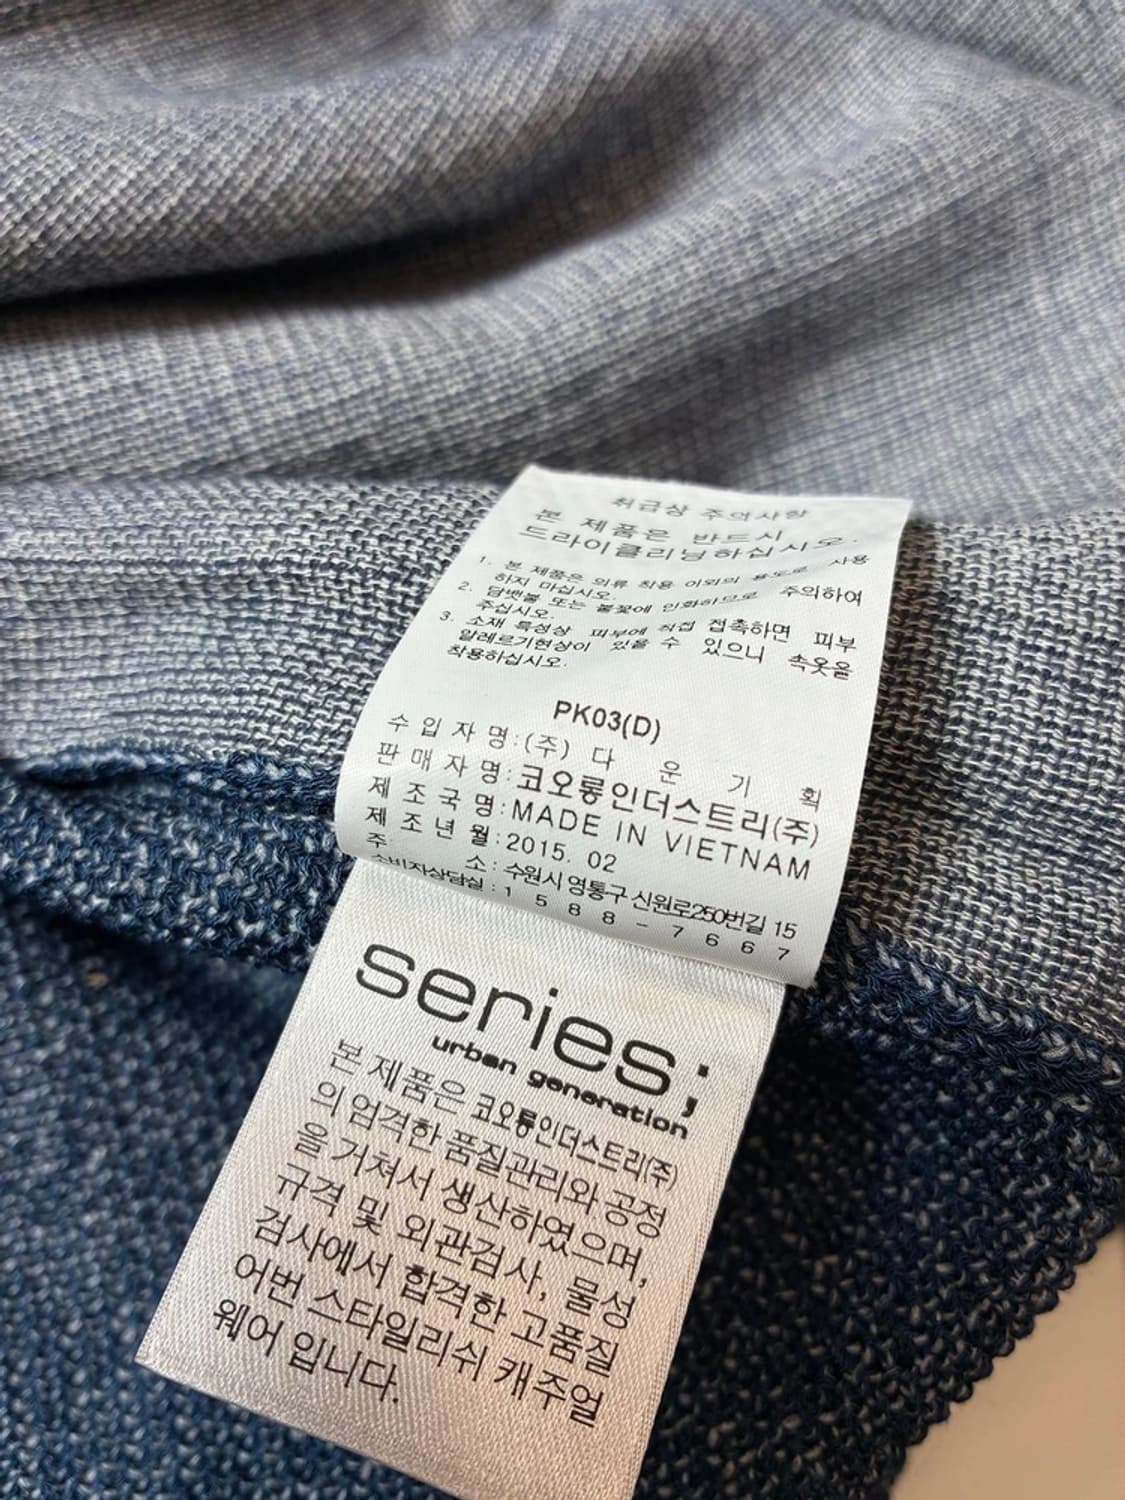 취급상 주의사항
본 제품은 반드시
드라이클리닝하십시오.
1. 본 제품은 의류 착용 이외의 용도로 사용
하지 마십시오.
2. 담뱃불 또는 불꽃에 인화하므로 주의하여
주십시오.
3. 소재 특성상 피부에 직접 접촉하면 피부
알레르기현상이 있을 수 있으니 속옷을
착용하십시오.
PK03(D)
수입자명:(주) 다운기획
판매자명:코오롱인더스트리(주)
제조국명:MADE IN VIETNAM
제조년월:2015. 02
주 소:수원시 영통구 신원로250번길 15
소비자상담실:1588-7667
series;
urban generation
본 제품은 코오롱인더스트리(주)
의 엄격한 품질관리와 공정
을 거쳐서 생산하였으며,
규격 및 외관검사, 물성
검사에서 합격한 고품질
어번 스타일리쉬 캐주얼
웨어 입니다.